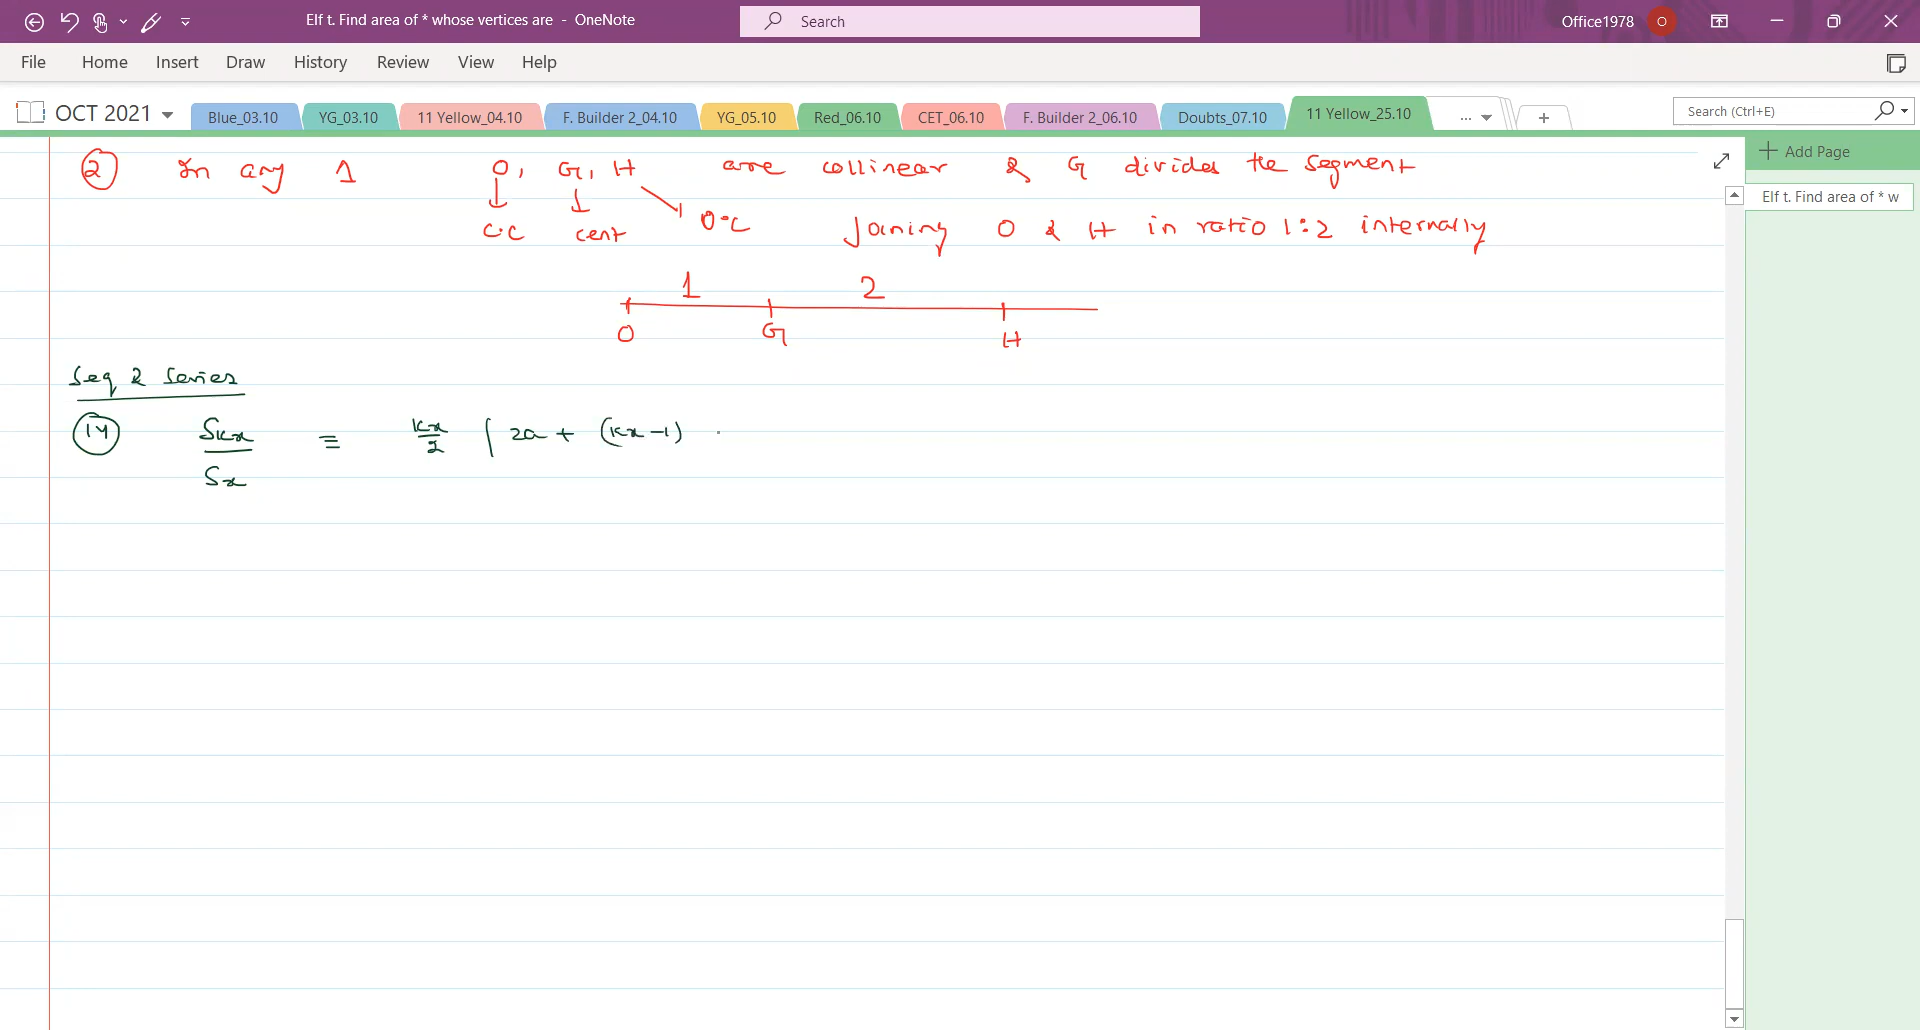 Elf t. Find area of * whose vertices are - OneNote
Search
Office1978
O
File Home Insert Draw History Review View Help
OCT 2021
Blue_03.10 YG_03.10 11 Yellow_04.10 F. Builder 2_04.10 YG_05.10 Red_06.10 CET_06.10 F. Builder 2_06.10 Doubts_07.10 11 Yellow_25.10 ... +
Search (Ctrl+E)
Add Page
Elf t. Find area of * w
2 In any Δ O, G, H are collinear & G divides the segment
C.C cent O.C Joining O & H in ratio 1:2 internally
1 2
O G H
Seq & Series
14 Skx/Sx = kx/2 [2a + (kx-1)